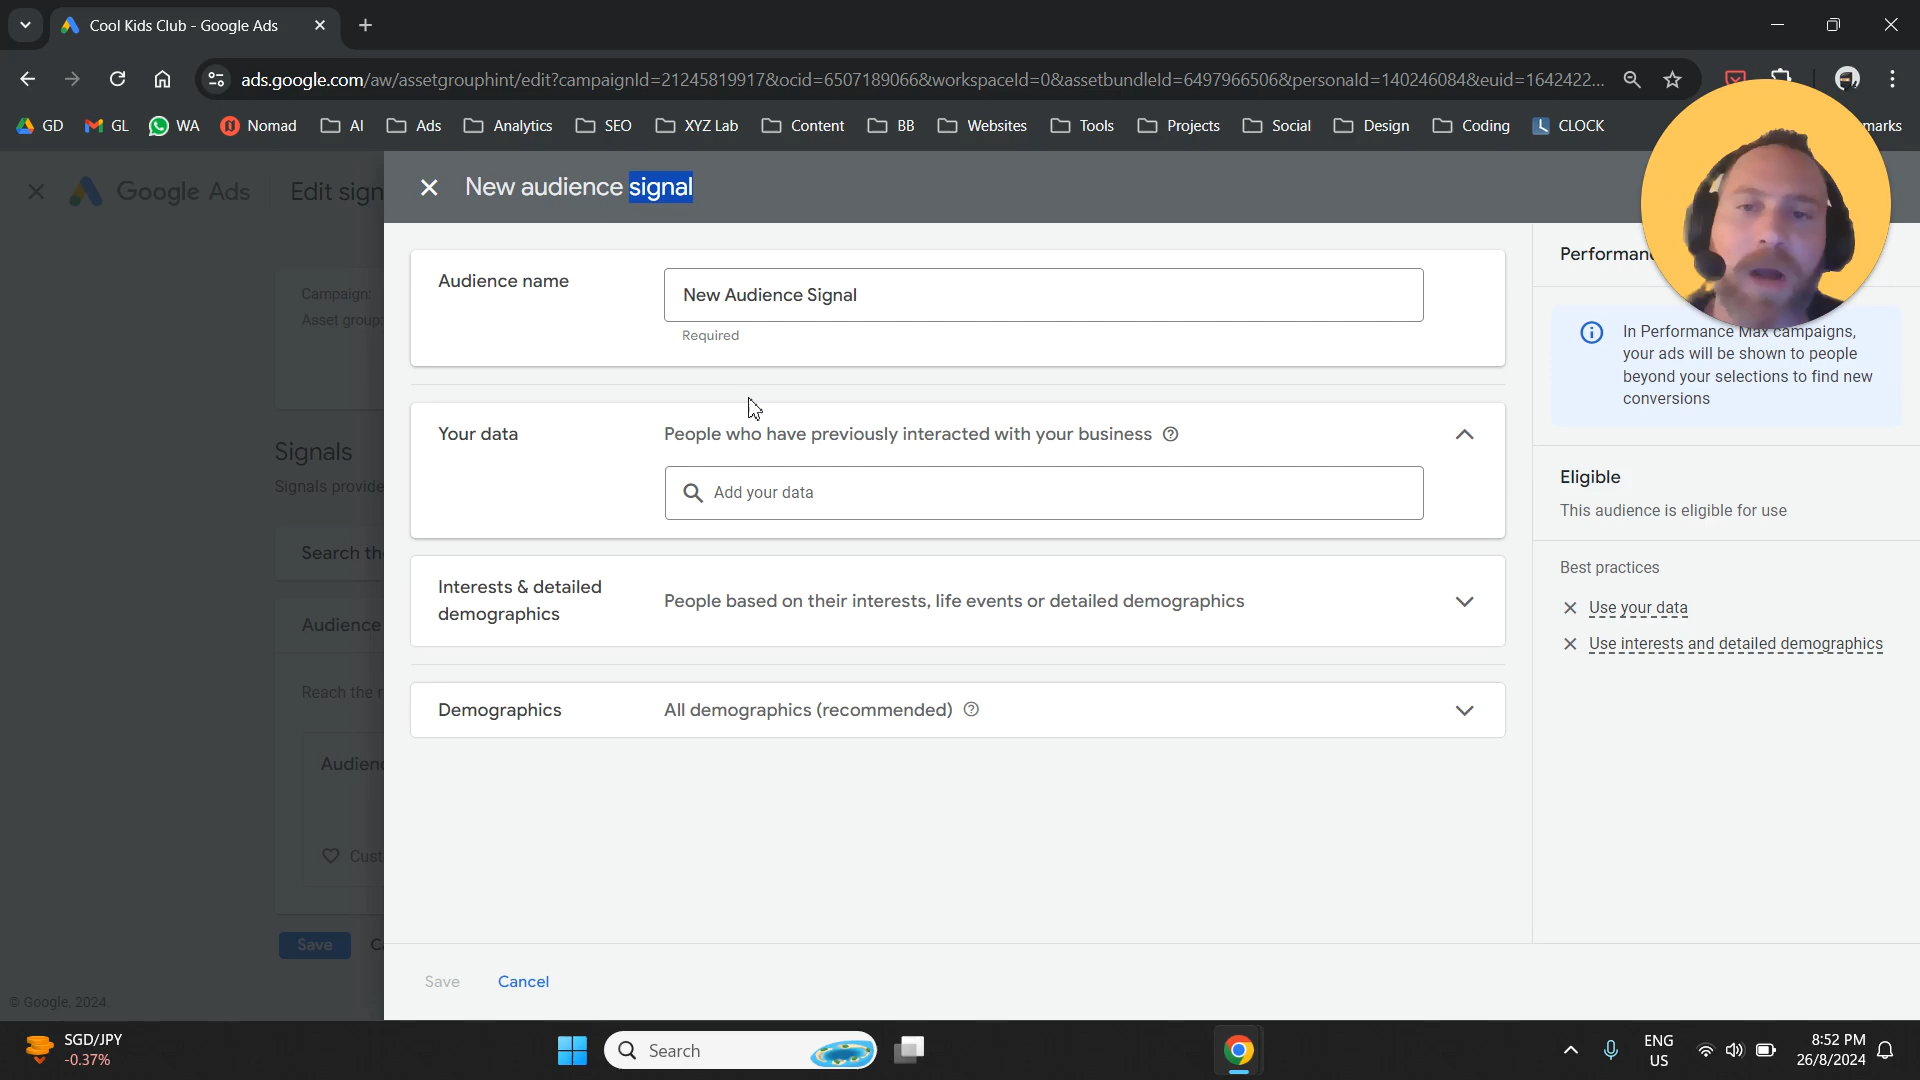 Cool Kids Club - Google Ads
ads.google.com/aw/assetgrouphint/edit?campaignId=21245819917&ocid=6507189066&workspaceId=0&assetbundleId=6497966506&personaId=140246084&euid=1642422...
GD
GL
WA
Nomad
AI
Ads
Analytics
SEO
XYZ Lab
Content
BB
Websites
Tools
Projects
Social
Design
Coding
CLOCK
marks
Google Ads
Edit sign
New audience signal
Campaign:
Asset group:
Signals
Signals provide
Search th
Audience
Reach the r
Audienc
Cust
Save
© Google, 2024.
Audience name
New Audience Signal
Required
Your data
People who have previously interacted with your business
Add your data
Interests & detailed
demographics
People based on their interests, life events or detailed demographics
Demographics
All demographics (recommended)
Save
Cancel
Performan
In Performance Max campaigns,
your ads will be shown to people
beyond your selections to find new
conversions
Eligible
This audience is eligible for use
Best practices
Use your data
Use interests and detailed demographics
SGD/JPY
-0.37%
Search
ENG
US
8:52 PM
26/8/2024